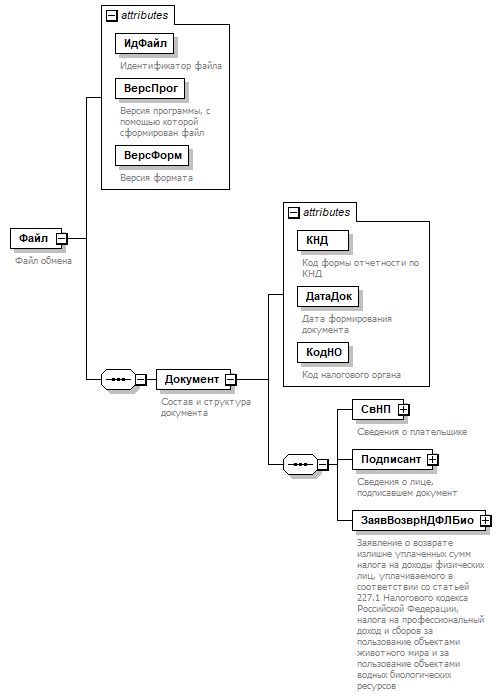 attributes
ИдФайл
Идентификатор файла
ВерсПрог
Версия программы, с
помощью которой
сформирован файл
ВерсФорм
Версия формата
Файл
Файл обмена
attributes
КНД
Код формы отчетности по
КНД
ДатаДок
Дата формирования
документа
КодНО
Код налогового органа
Документ
Состав и структура
документа
СвНП
Сведения о плательщике
Подписант
Сведения о лице,
подписавшем документ
ЗаявВозврНДФЛБио
Заявление о возврате
излишне уплаченных сумм
налога на доходы физических
лиц, уплачиваемого в
соответствии со статьей
227.1 Налогового кодекса
Российской Федерации,
налога на профессиональный
доход и сборов за
пользование объектами
животного мира и за
пользование объектами
водных биологических
ресурсов